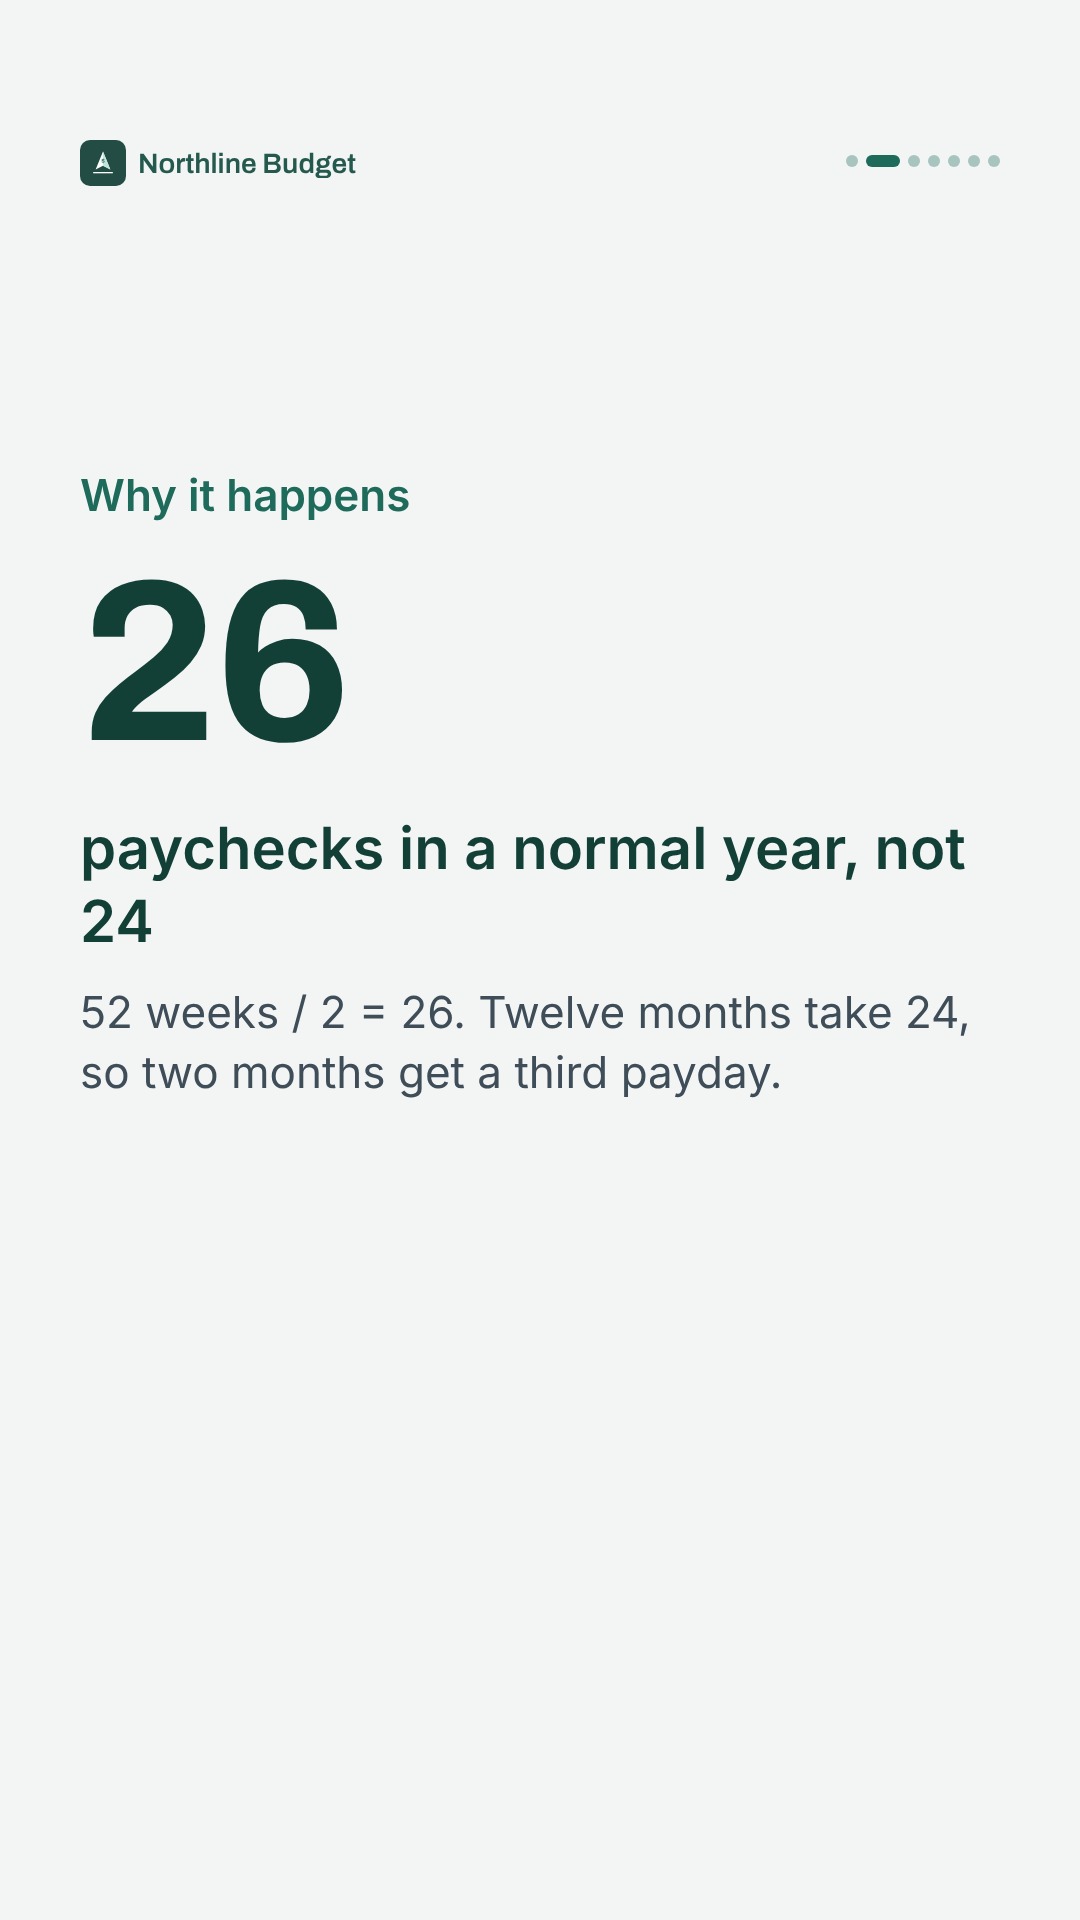 Northline Budget
Why it happens
26
paychecks in a normal year, not
24
52 weeks / 2 = 26. Twelve months take 24,
so two months get a third payday.